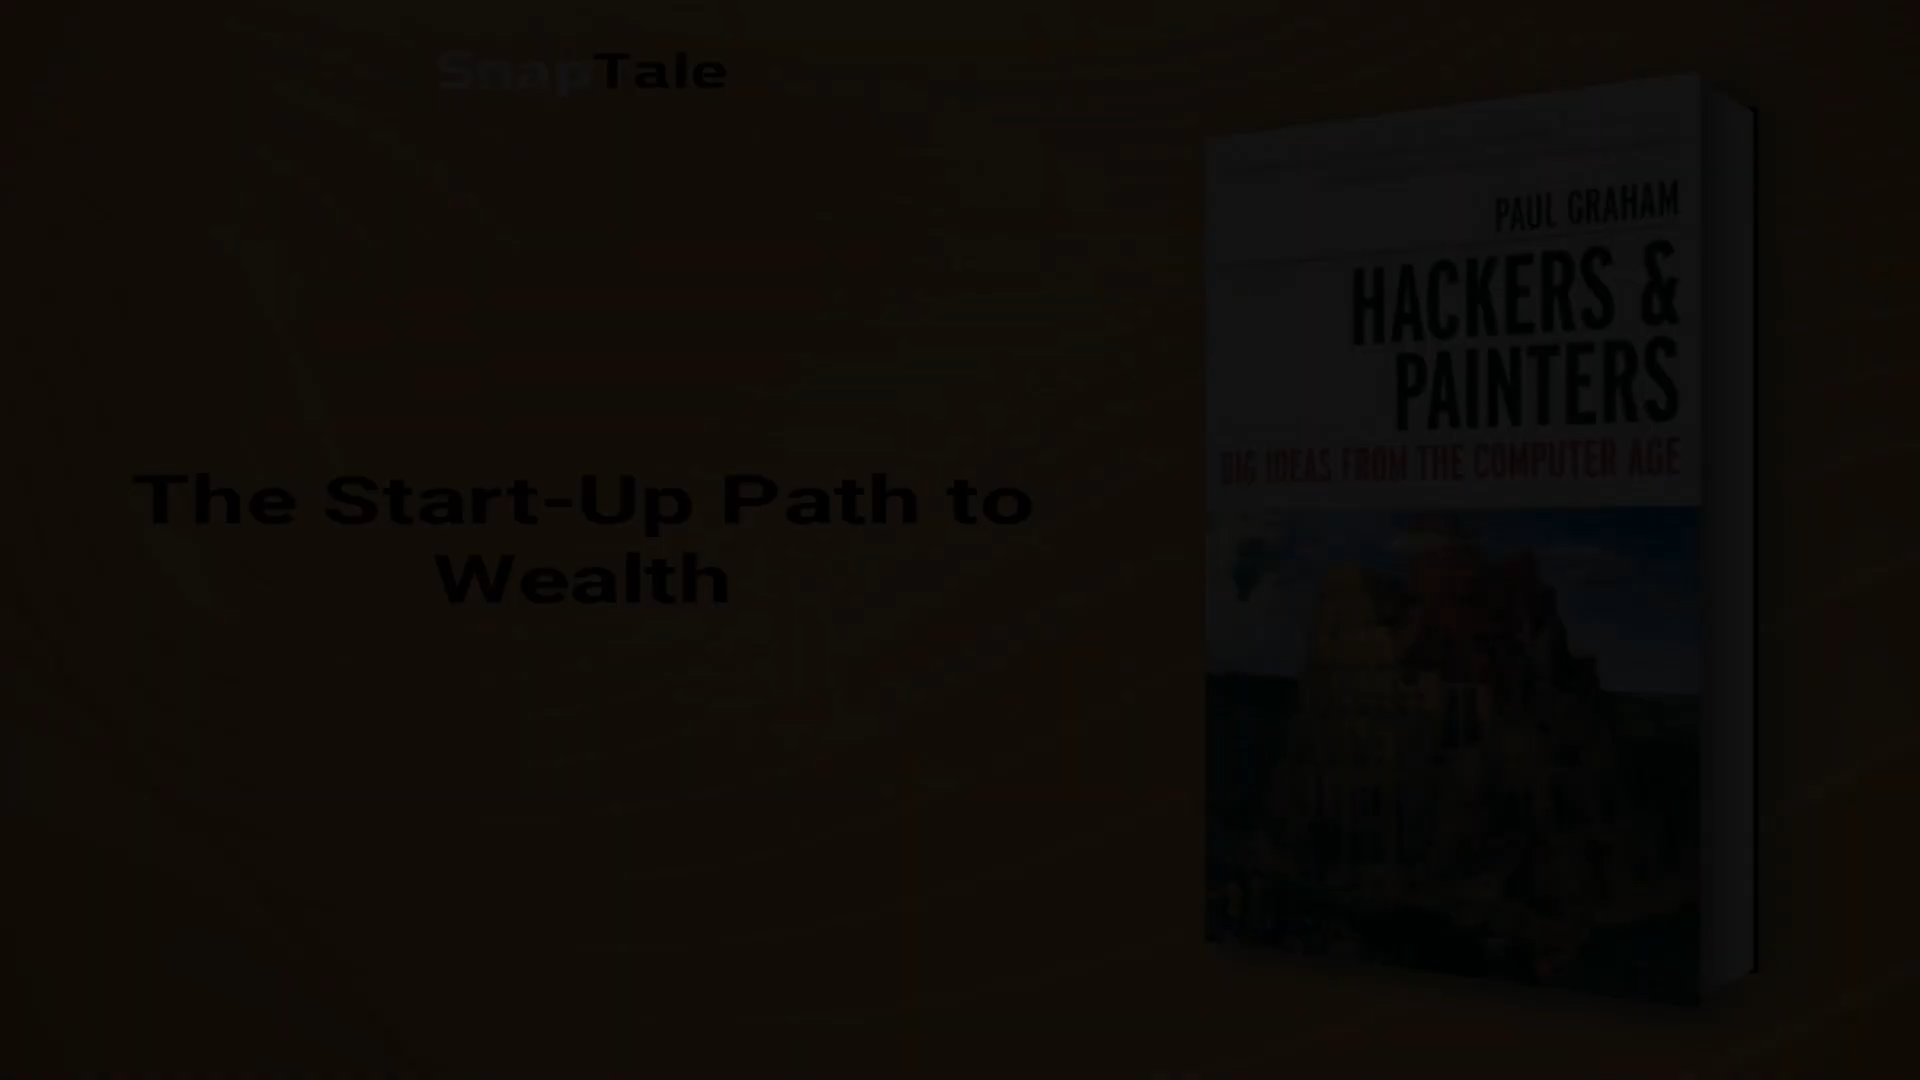 SnapTale
PAUL GRAHAM
HACKERS &
PAINTERS
BIG IDEAS FROM THE COMPUTER AGE
The Start-Up Path to
Wealth